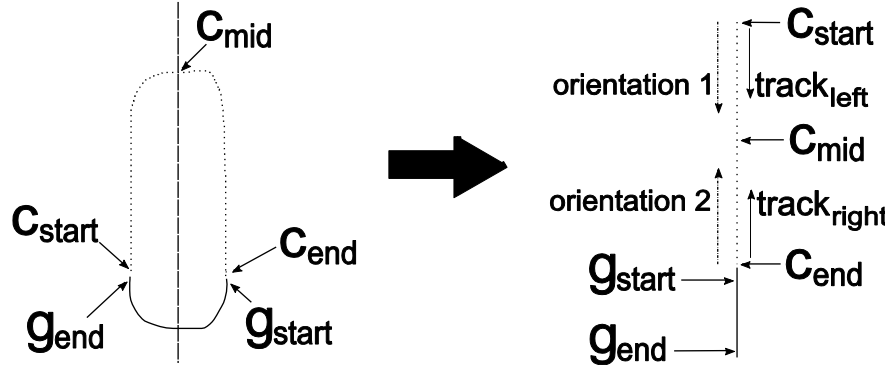 Cmid
Cstart
Cend
gend
gstart
Cstart
orientation 1
trackleft
Cmid
orientation 2
trackright
gstart
Cend
gend